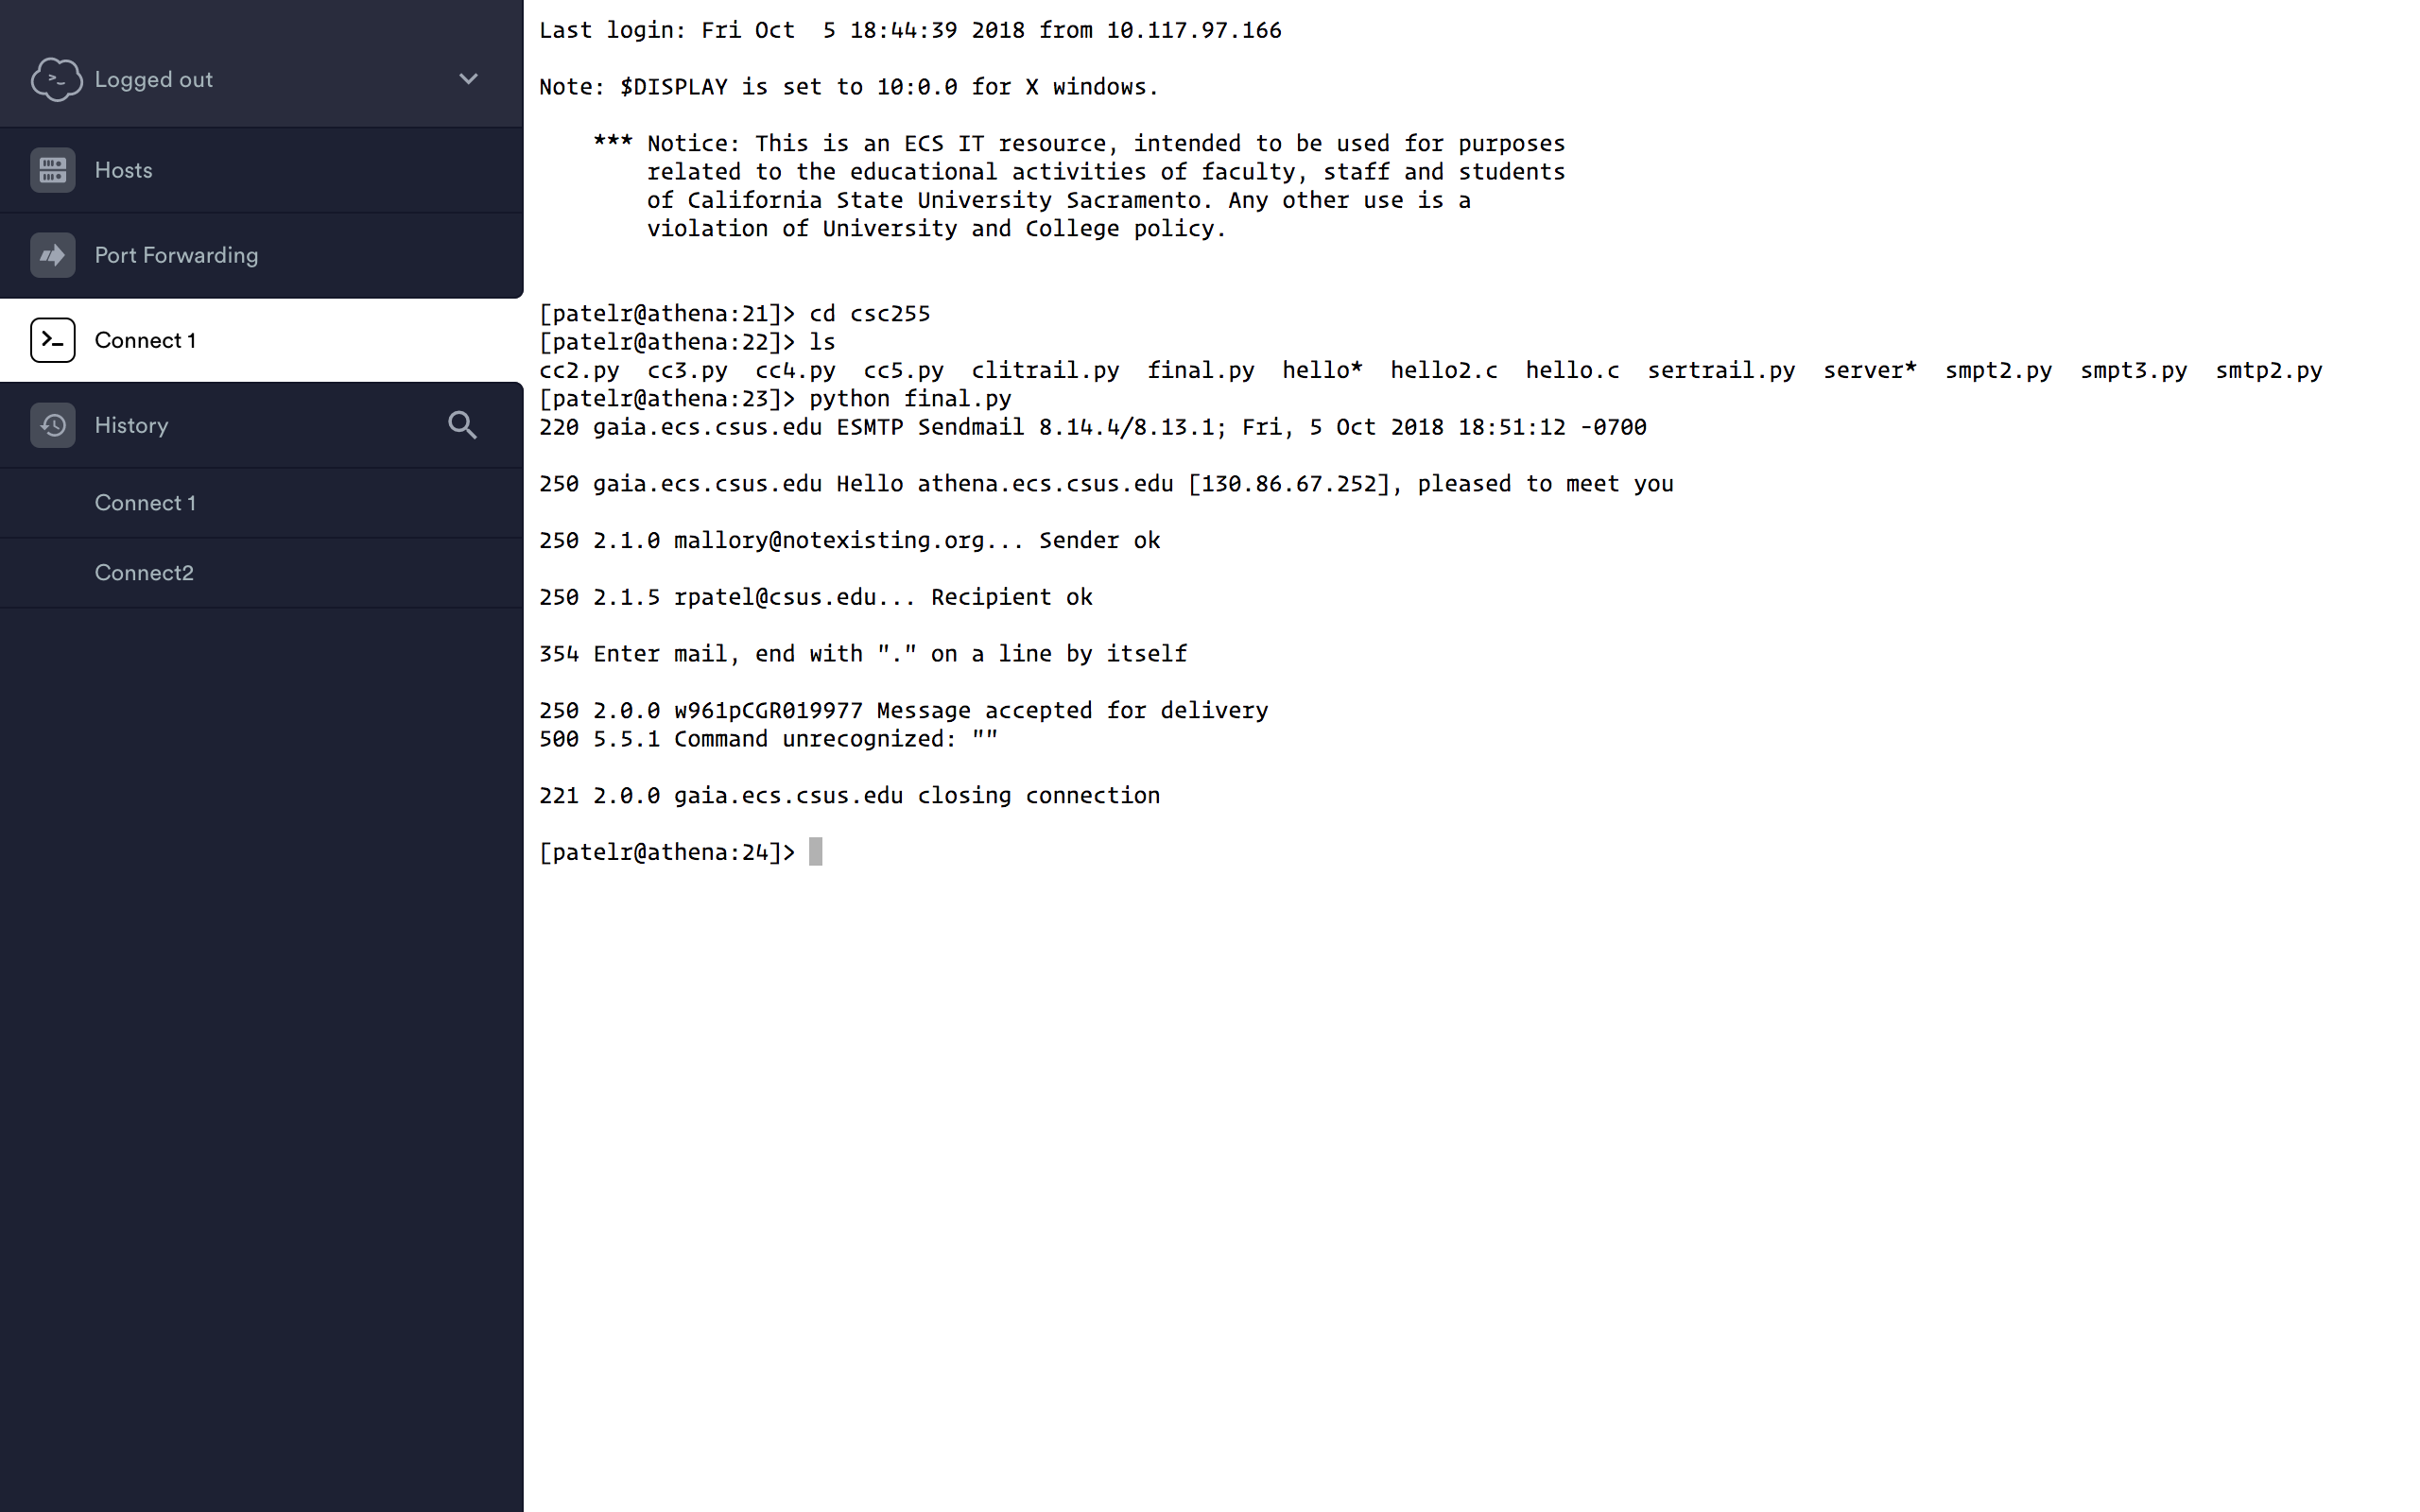 Logged out
Hosts
Port Forwarding
Connect 1
History
Connect 1
Connect2
Last login: Fri Oct  5 18:44:39 2018 from 10.117.97.166
Note: $DISPLAY is set to 10:0.0 for X windows.
*** Notice: This is an ECS IT resource, intended to be used for purposes
related to the educational activities of faculty, staff and students
of California State University Sacramento. Any other use is a
violation of University and College policy.
[patelr@athena:21]> cd csc255
[patelr@athena:22]> ls
cc2.py  cc3.py  cc4.py  cc5.py  clitrail.py  final.py  hello*  hello2.c  hello.c  sertrail.py  server*  smpt2.py  smpt3.py  smtp2.py
[patelr@athena:23]> python final.py
220 gaia.ecs.csus.edu ESMTP Sendmail 8.14.4/8.13.1; Fri, 5 Oct 2018 18:51:12 -0700
250 gaia.ecs.csus.edu Hello athena.ecs.csus.edu [130.86.67.252], pleased to meet you
250 2.1.0 mallory@notexisting.org... Sender ok
250 2.1.5 rpatel@csus.edu... Recipient ok
354 Enter mail, end with "." on a line by itself
250 2.0.0 w961pCGR019977 Message accepted for delivery
500 5.5.1 Command unrecognized: ""
221 2.0.0 gaia.ecs.csus.edu closing connection
[patelr@athena:24]>